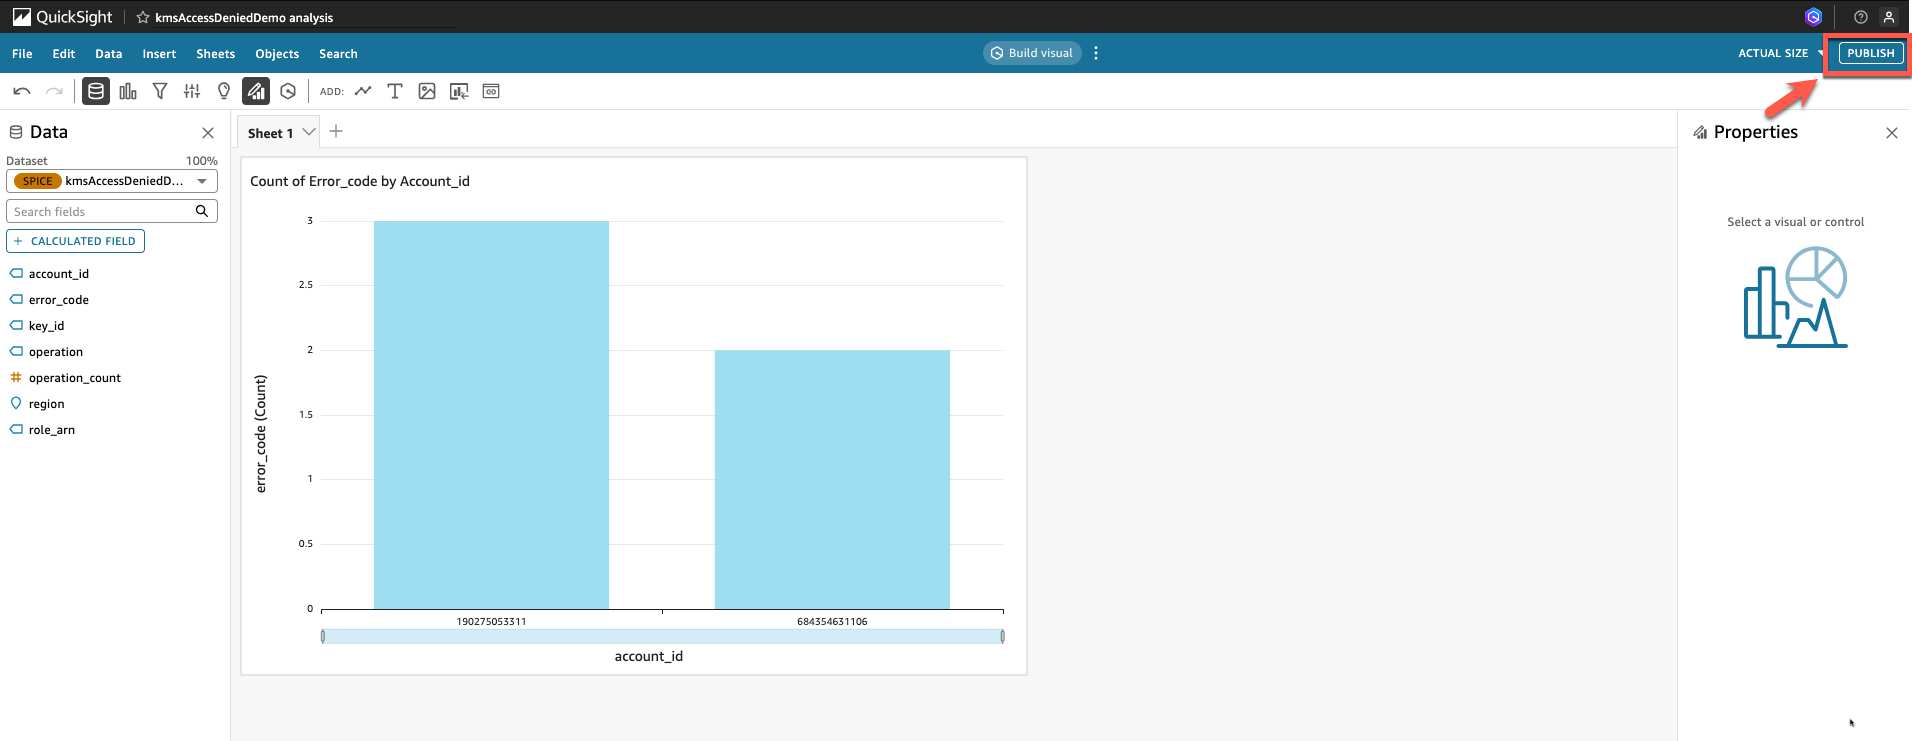 QuickSight
kmsAccessDeniedDemo analysis
File Edit Data Insert Sheets Objects Search
Build visual
ACTUAL SIZE
PUBLISH
ADD:
Data
Dataset 100%
SPICE kmsAccessDeniedD...
Search fields
+ CALCULATED FIELD
account_id
error_code
key_id
operation
operation_count
region
role_arn
Sheet 1
Count of Error_code by Account_id
error_code (Count)
3
2.5
2
1.5
1
0.5
0
190275053311 684354631106
account_id
Properties
Select a visual or control